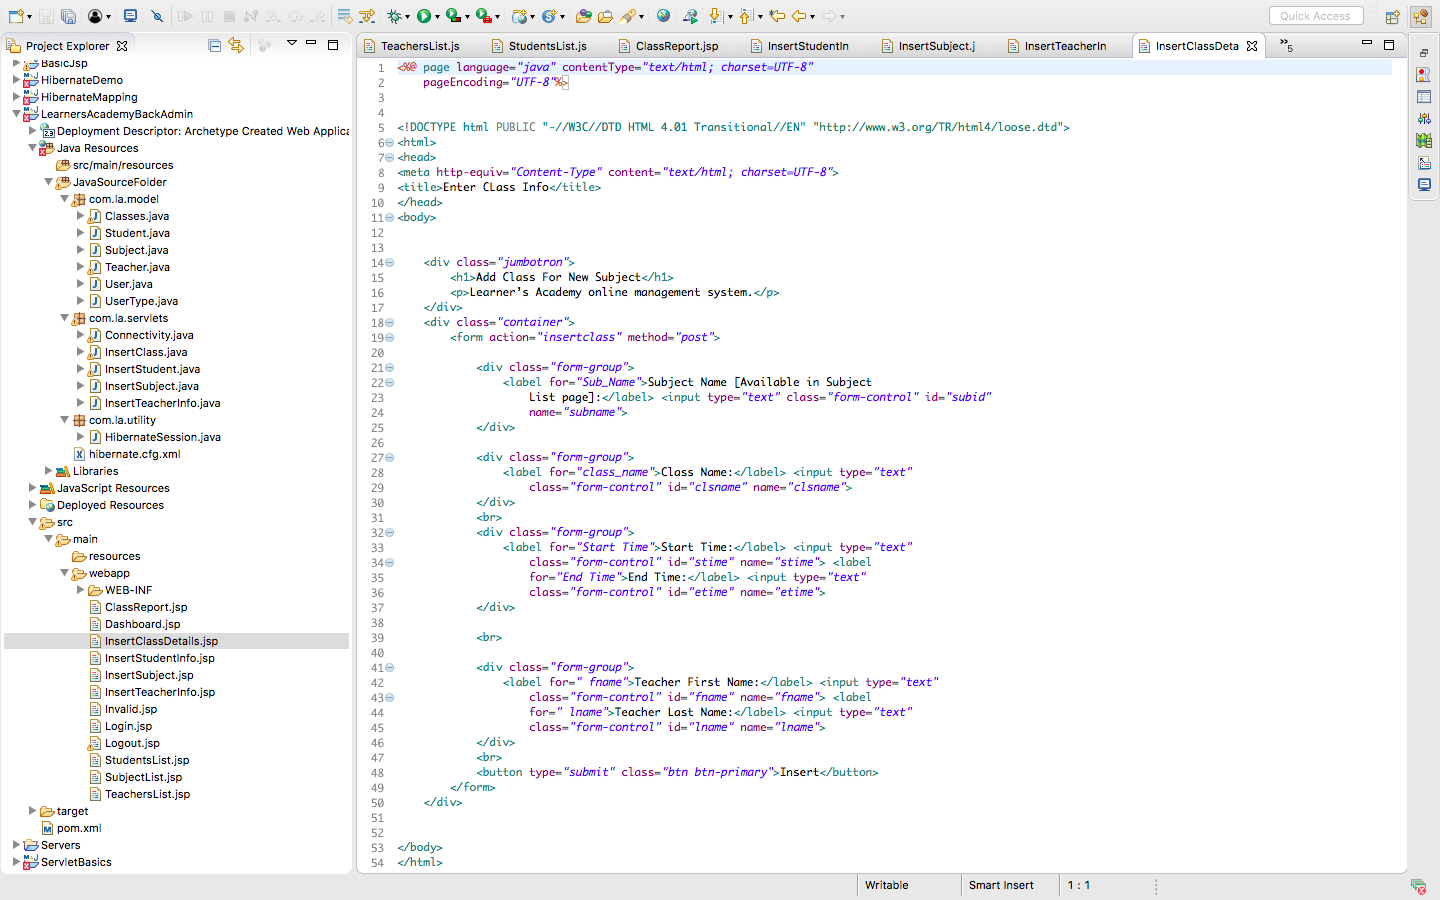 Quick Access
Project Explorer
BasicJsp
HibernateDemo
HibernateMapping
LearnersAcademyBackAdmin
Deployment Descriptor: Archetype Created Web Applica
Java Resources
src/main/resources
JavaSourceFolder
com.la.model
Classes.java
Student.java
Subject.java
Teacher.java
User.java
UserType.java
com.la.servlets
Connectivity.java
InsertClass.java
InsertStudent.java
InsertSubject.java
InsertTeacherInfo.java
com.la.utility
HibernateSession.java
hibernate.cfg.xml
Libraries
JavaScript Resources
Deployed Resources
src
main
resources
webapp
WEB-INF
ClassReport.jsp
Dashboard.jsp
InsertClassDetails.jsp
InsertStudentInfo.jsp
InsertSubject.jsp
InsertTeacherInfo.jsp
Invalid.jsp
Login.jsp
Logout.jsp
StudentsList.jsp
SubjectList.jsp
TeachersList.jsp
target
pom.xml
Servers
ServletBasics
TeachersList.js StudentsList.js ClassReport.jsp InsertStudentIn InsertSubject.j InsertTeacherIn InsertClassDeta »5
1 <%@ page language="java" contentType="text/html; charset=UTF-8"
2 pageEncoding="UTF-8"%>
3
4
5 <!DOCTYPE html PUBLIC "-//W3C//DTD HTML 4.01 Transitional//EN" "http://www.w3.org/TR/html4/loose.dtd">
6 <html>
7 <head>
8 <meta http-equiv="Content-Type" content="text/html; charset=UTF-8">
9 <title>Enter CLass Info</title>
10 </head>
11 <body>
12
13
14 <div class="jumbotron">
15 <h1>Add Class For New Subject</h1>
16 <p>Learner's Academy online management system.</p>
17 </div>
18 <div class="container">
19 <form action="insertclass" method="post">
20
21 <div class="form-group">
22 <label for="Sub_Name">Subject Name [Available in Subject
23 List page]:</label> <input type="text" class="form-control" id="subid"
24 name="subname">
25 </div>
26
27 <div class="form-group">
28 <label for="class_name">Class Name:</label> <input type="text"
29 class="form-control" id="clsname" name="clsname">
30 </div>
31 <br>
32 <div class="form-group">
33 <label for="Start Time">Start Time:</label> <input type="text"
34 class="form-control" id="stime" name="stime"> <label
35 for="End Time">End Time:</label> <input type="text"
36 class="form-control" id="etime" name="etime">
37 </div>
38
39 <br>
40
41 <div class="form-group">
42 <label for=" fname">Teacher First Name:</label> <input type="text"
43 class="form-control" id="fname" name="fname"> <label
44 for=" lname">Teacher Last Name:</label> <input type="text"
45 class="form-control" id="lname" name="lname">
46 </div>
47 <br>
48 <button type="submit" class="btn btn-primary">Insert</button>
49 </form>
50 </div>
51
52
53 </body>
54 </html>
Writable Smart Insert 1 : 1